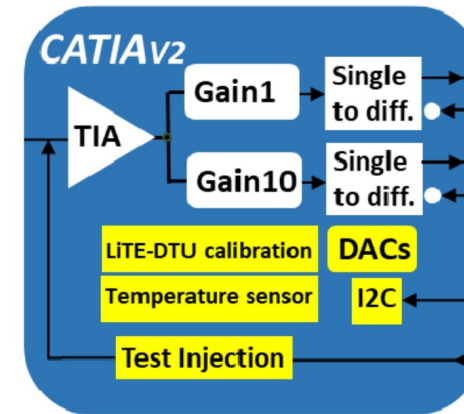 CATIAV2
TIA
Gain1
Single
to diff.
Gain10
Single
to diff.
LiTE-DTU calibration
DACs
Temperature sensor
I2C
Test Injection